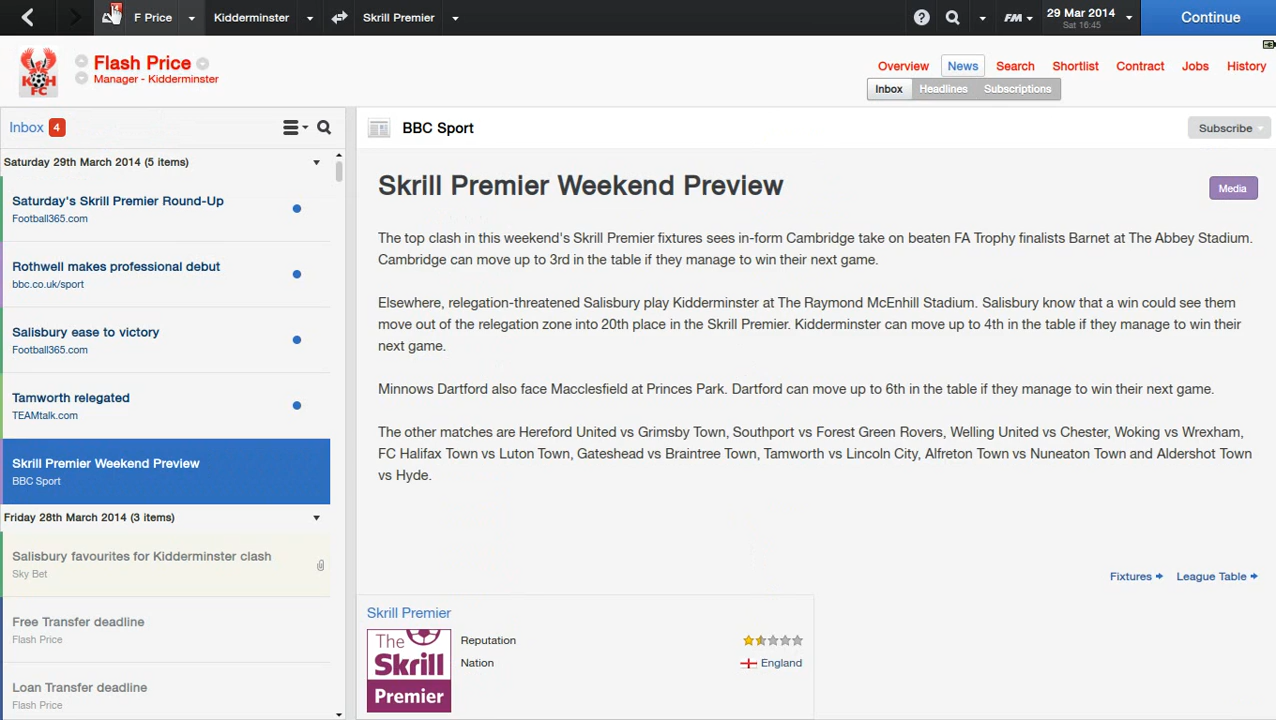 F Price
Kidderminster
Skrill Premier
FM
29 Mar 2014
Sat 16:45
Continue
Flash Price
Manager - Kidderminster
KH
FC
Overview
News
Search
Shortlist
Contract
Jobs
History
Inbox
Headlines
Subscriptions
Inbox 4
BBC Sport
Subscribe
Saturday 29th March 2014 (5 items)
Saturday's Skrill Premier Round-Up
Football365.com
Rothwell makes professional debut
bbc.co.uk/sport
Salisbury ease to victory
Football365.com
Tamworth relegated
TEAMtalk.com
Skrill Premier Weekend Preview
BBC Sport
Friday 28th March 2014 (3 items)
Salisbury favourites for Kidderminster clash
Sky Bet
Free Transfer deadline
Flash Price
Loan Transfer deadline
Flash Price
Skrill Premier Weekend Preview
Media
The top clash in this weekend's Skrill Premier fixtures sees in-form Cambridge take on beaten FA Trophy finalists Barnet at The Abbey Stadium.
Cambridge can move up to 3rd in the table if they manage to win their next game.
Elsewhere, relegation-threatened Salisbury play Kidderminster at The Raymond McEnhill Stadium. Salisbury know that a win could see them
move out of the relegation zone into 20th place in the Skrill Premier. Kidderminster can move up to 4th in the table if they manage to win their
next game.
Minnows Dartford also face Macclesfield at Princes Park. Dartford can move up to 6th in the table if they manage to win their next game.
The other matches are Hereford United vs Grimsby Town, Southport vs Forest Green Rovers, Welling United vs Chester, Woking vs Wrexham,
FC Halifax Town vs Luton Town, Gateshead vs Braintree Town, Tamworth vs Lincoln City, Alfreton Town vs Nuneaton Town and Aldershot Town
vs Hyde.
Fixtures
League Table
Skrill Premier
The
Skrill
Premier
Reputation
Nation
England